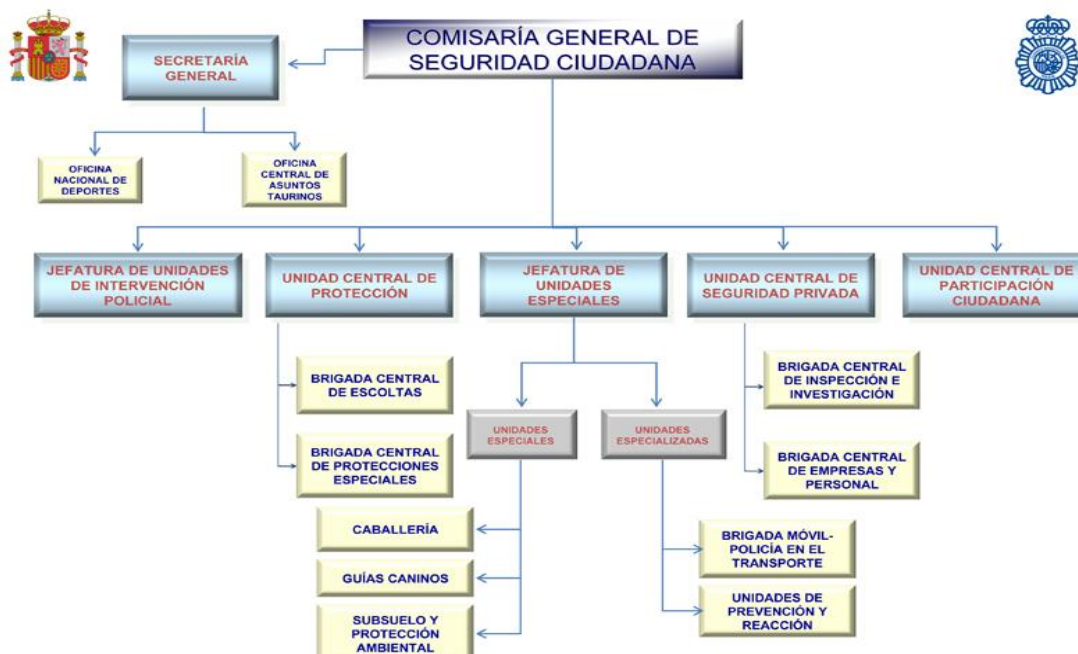 COMISARÍA GENERAL DE
SEGURIDAD CIUDADANA
SECRETARÍA
GENERAL
OFICINA
NACIONAL DE
DEPORTES
OFICINA
CENTRAL DE
ASUNTOS
TAURINOS
JEFATURA DE UNIDADES
DE INTERVENCIÓN
POLICIAL
UNIDAD CENTRAL DE
PROTECCIÓN
JEFATURA DE
UNIDADES
ESPECIALES
UNIDAD CENTRAL DE
SEGURIDAD PRIVADA
UNIDAD CENTRAL DE
PARTICIPACIÓN
CIUDADANA
BRIGADA CENTRAL
DE ESCOLTAS
BRIGADA CENTRAL
DE PROTECCIONES
ESPECIALES
UNIDADES
ESPECIALES
UNIDADES
ESPECIALIZADAS
BRIGADA CENTRAL
DE INSPECCIÓN E
INVESTIGACIÓN
BRIGADA CENTRAL
DE EMPRESAS Y
PERSONAL
CABALLERÍA
GUÍAS CANINOS
SUBSUELO Y
PROTECCIÓN
AMBIENTAL
BRIGADA MÓVIL-
POLICÍA EN EL
TRANSPORTE
UNIDADES DE
PREVENCIÓN Y
REACCIÓN